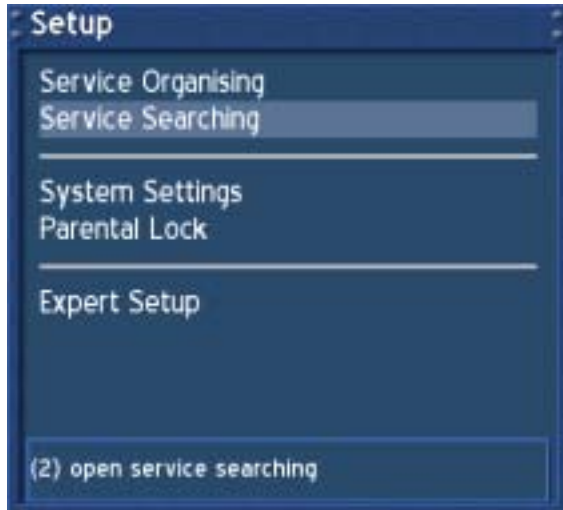 Setup
Service Organising
Service Searching
System Settings
Parental Lock
Expert Setup
(2) open service searching